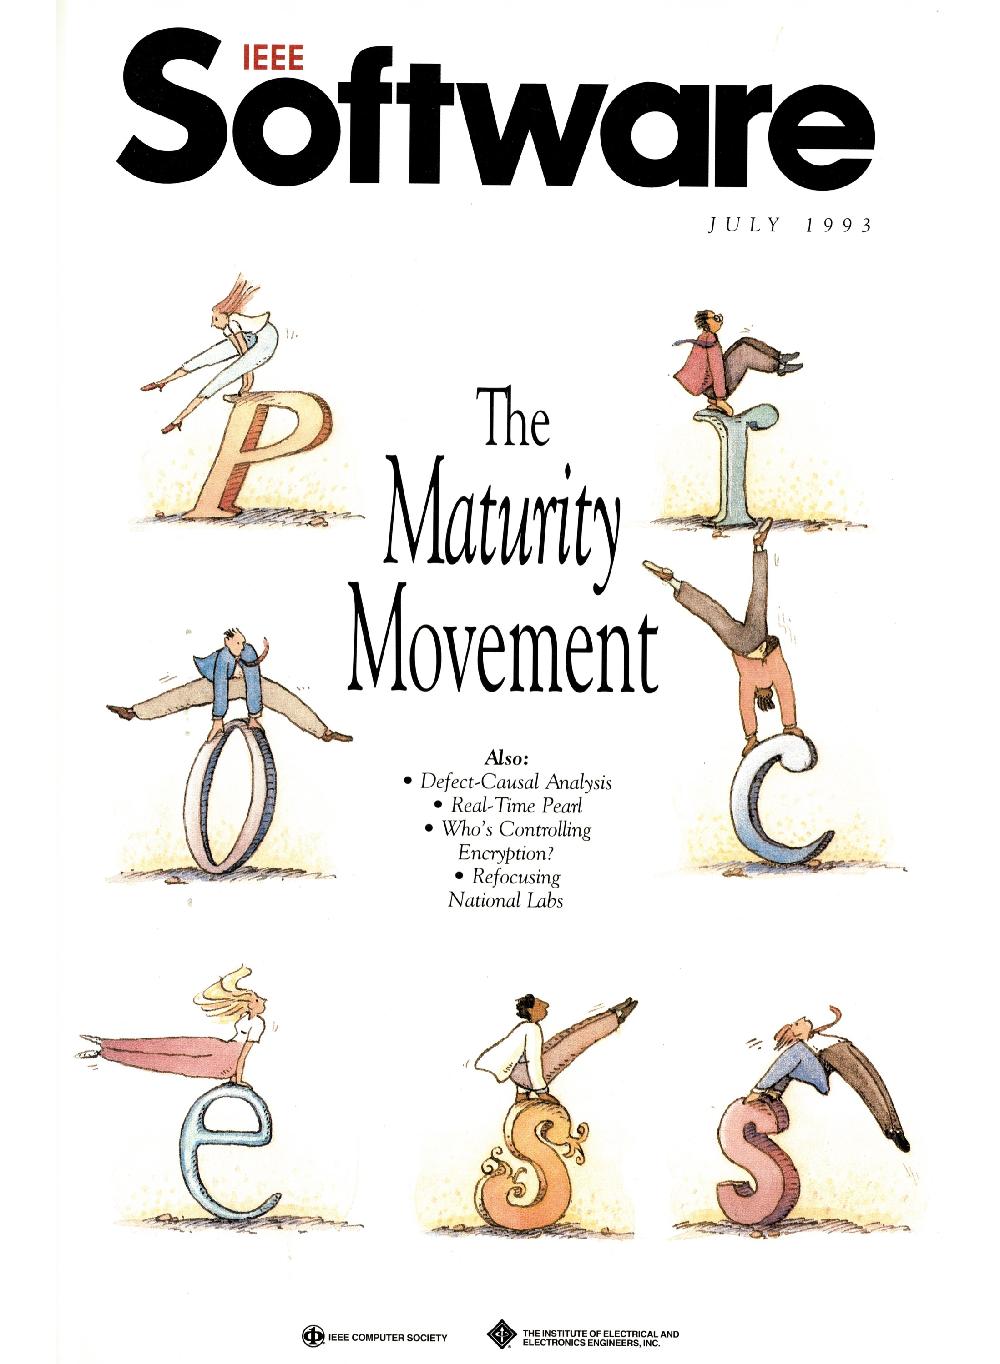 IEEE
Software
JULY 1993
P r
The
Maturity
Movement
O c
Also:
• Defect-Causal Analysis
• Real-Time Pearl
• Who's Controlling
Encryption?
• Refocusing
National Labs
e s s
IEEE COMPUTER SOCIETY
THE INSTITUTE OF ELECTRICAL AND
ELECTRONICS ENGINEERS, INC.